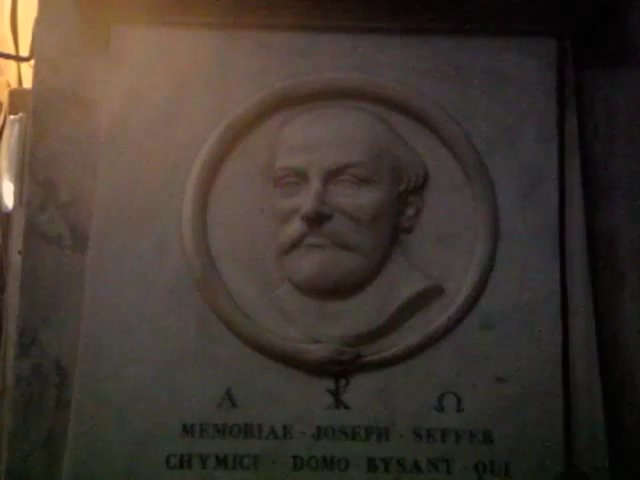 Α ☧ Ω
MEMORIAE · JOSEPH · SEFFER
CHYMICI · DOMO · BYSANT · QUI